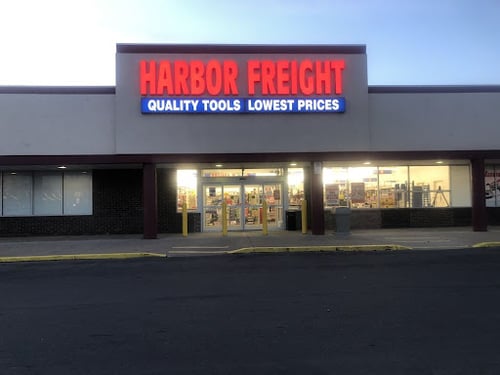 HARBOR FREIGHT
QUALITY TOOLS LOWEST PRICES